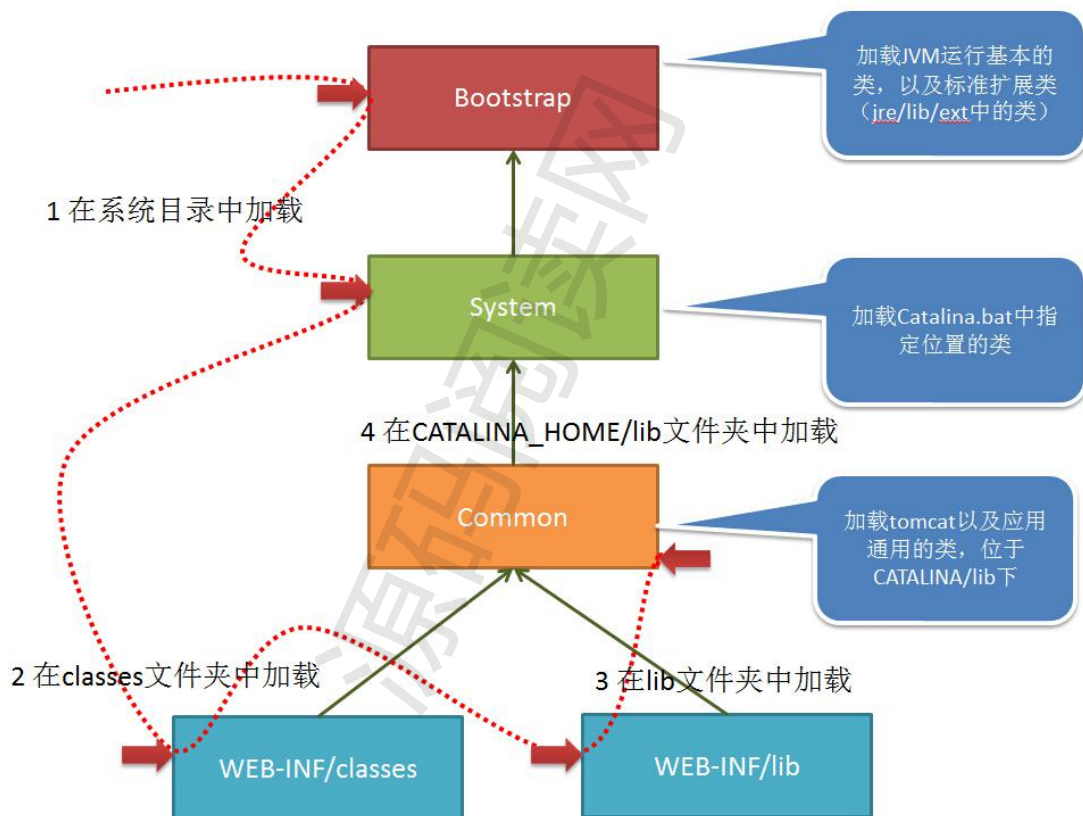 Bootstrap
加载JVM运行基本的
类，以及标准扩展类
（jre/lib/ext中的类）
1 在系统目录中加载
System
加载Catalina.bat中指
定位置的类
4 在CATALINA_HOME/lib文件夹中加载
Common
加载tomcat以及应用
通用的类，位于
CATALINA/lib下
2 在classes文件夹中加载
3 在lib文件夹中加载
WEB-INF/classes
WEB-INF/lib
源码阅读网